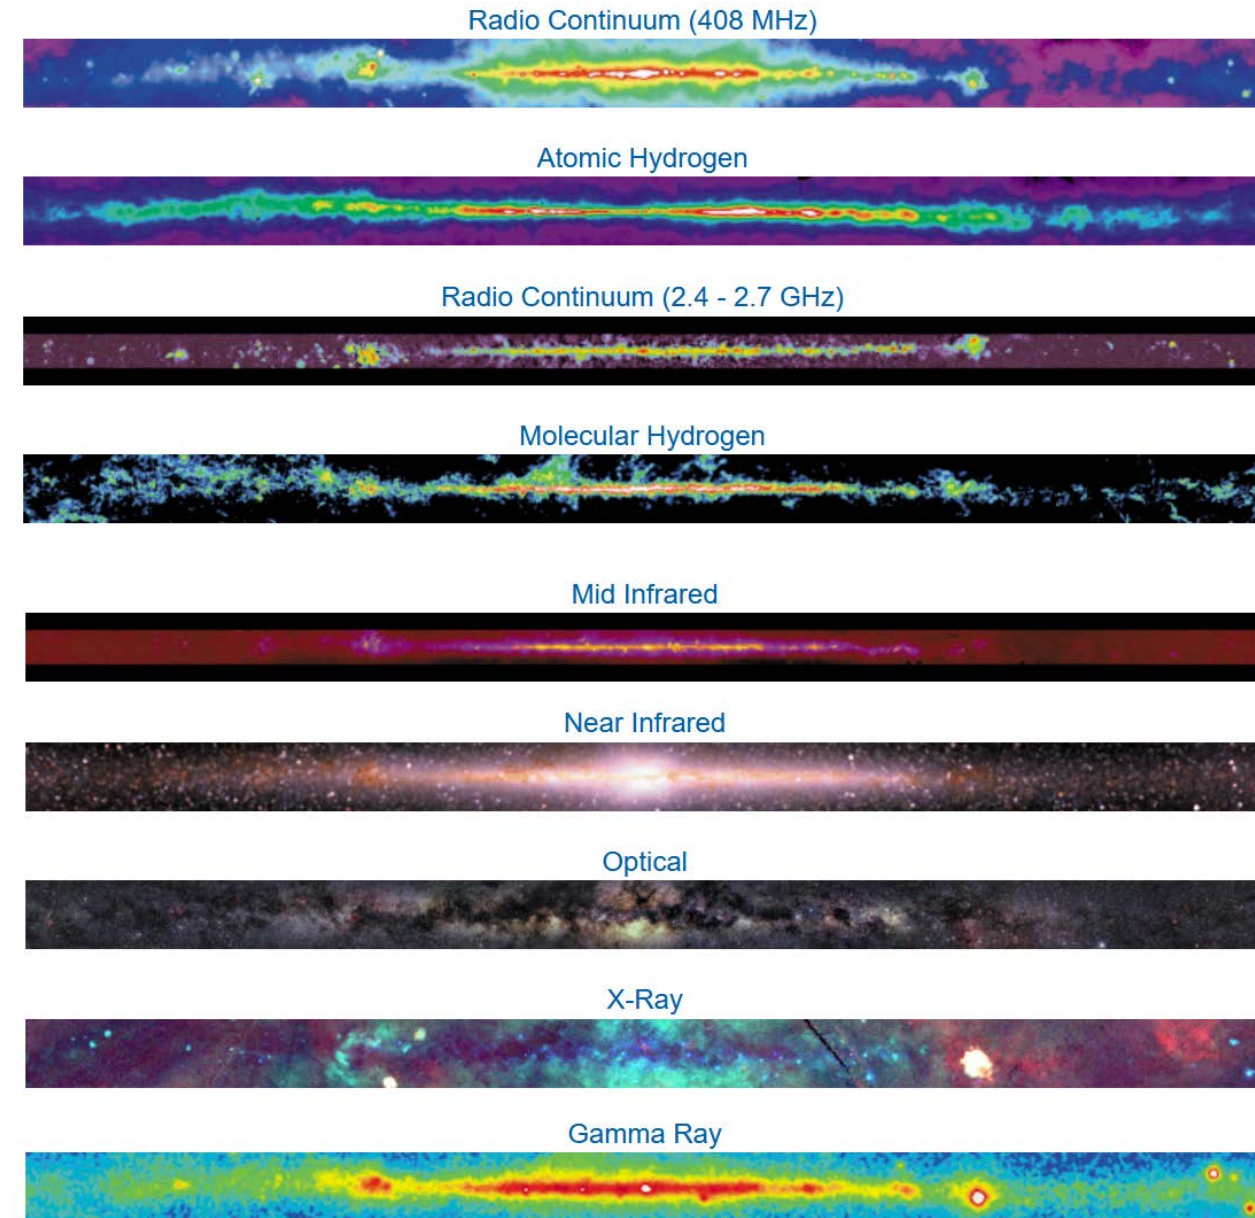 Radio Continuum (408 MHz)
Atomic Hydrogen
Radio Continuum (2.4 - 2.7 GHz)
Molecular Hydrogen
Mid Infrared
Near Infrared
Optical
X-Ray
Gamma Ray